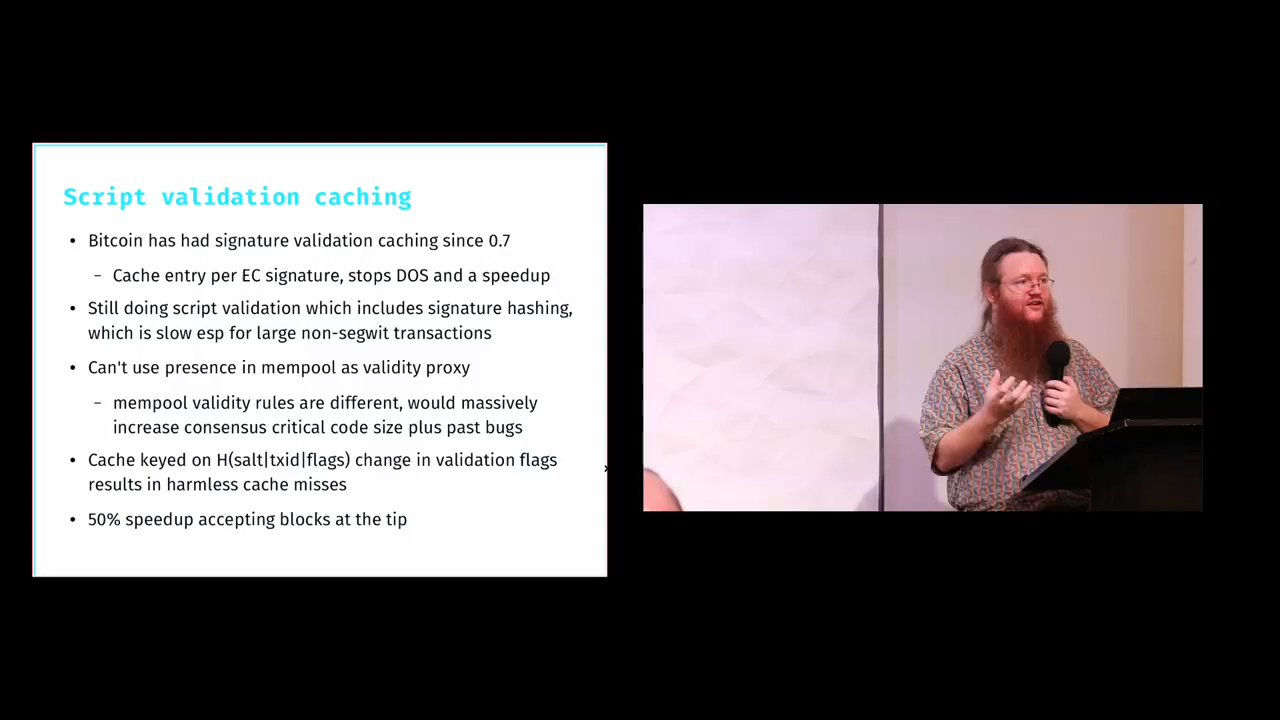 Script validation caching
• Bitcoin has had signature validation caching since 0.7
– Cache entry per EC signature, stops DOS and a speedup
• Still doing script validation which includes signature hashing,
which is slow esp for large non-segwit transactions
• Can't use presence in mempool as validity proxy
– mempool validity rules are different, would massively
increase consensus critical code size plus past bugs
• Cache keyed on H(salt|txid|flags) change in validation flags
results in harmless cache misses
• 50% speedup accepting blocks at the tip